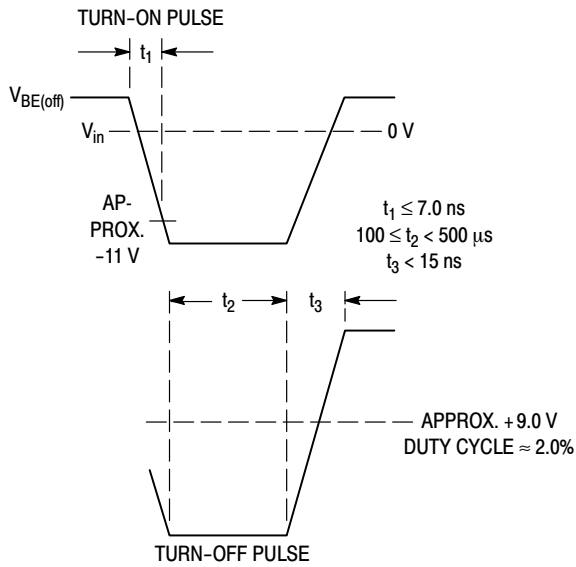 TURN–ON PULSE
t1
VBE(off)
Vin
0 V
AP-
PROX.
–11 V
t1 ≤ 7.0 ns
100 ≤ t2 < 500 μs
t3 < 15 ns
t2
t3
APPROX. +9.0 V
DUTY CYCLE ≈ 2.0%
TURN–OFF PULSE